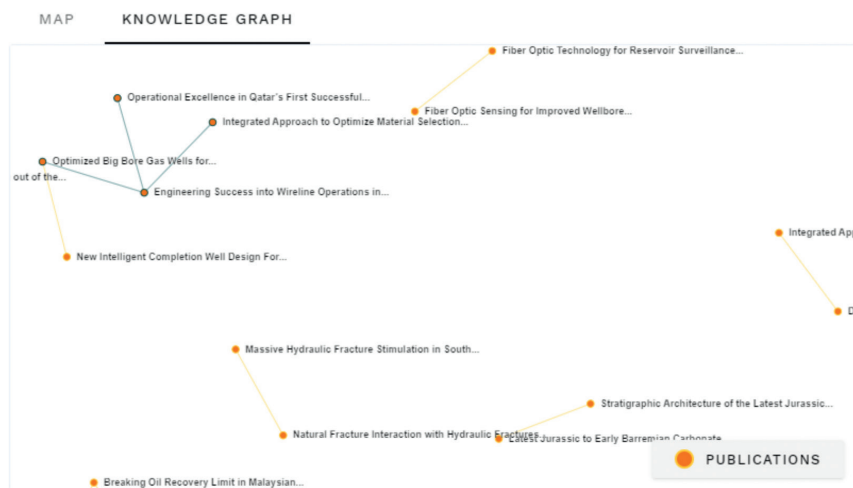 MAP
KNOWLEDGE GRAPH
Fiber Optic Technology for Reservoir Surveillance...
Operational Excellence in Qatar's First Successful...
Fiber Optic Sensing for Improved Wellbore...
Integrated Approach to Optimize Material Selection...
Optimized Big Bore Gas Wells for...
out of the...
Engineering Success into Wireline Operations in...
Integrated App
New Intelligent Completion Well Design For...
D
Massive Hydraulic Fracture Stimulation in South...
Stratigraphic Architecture of the Latest Jurassic...
Natural Fracture Interaction with Hydraulic Fractures
Latest Jurassic to Early Barremian Carbonate
PUBLICATIONS
Breaking Oil Recovery Limit in Malaysian...